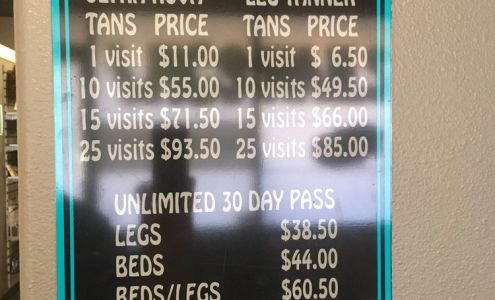 LEG TANNER
TANS PRICE TANS PRICE
1 visit $11.00 1 visit $ 6.50
10 visits $55.00 10 visits $49.50
15 visits $71.50 15 visits $66.00
25 visits $93.50 25 visits $85.00
UNLIMITED 30 DAY PASS
LEGS $38.50
BEDS $44.00
BEDS/LEGS $60.50